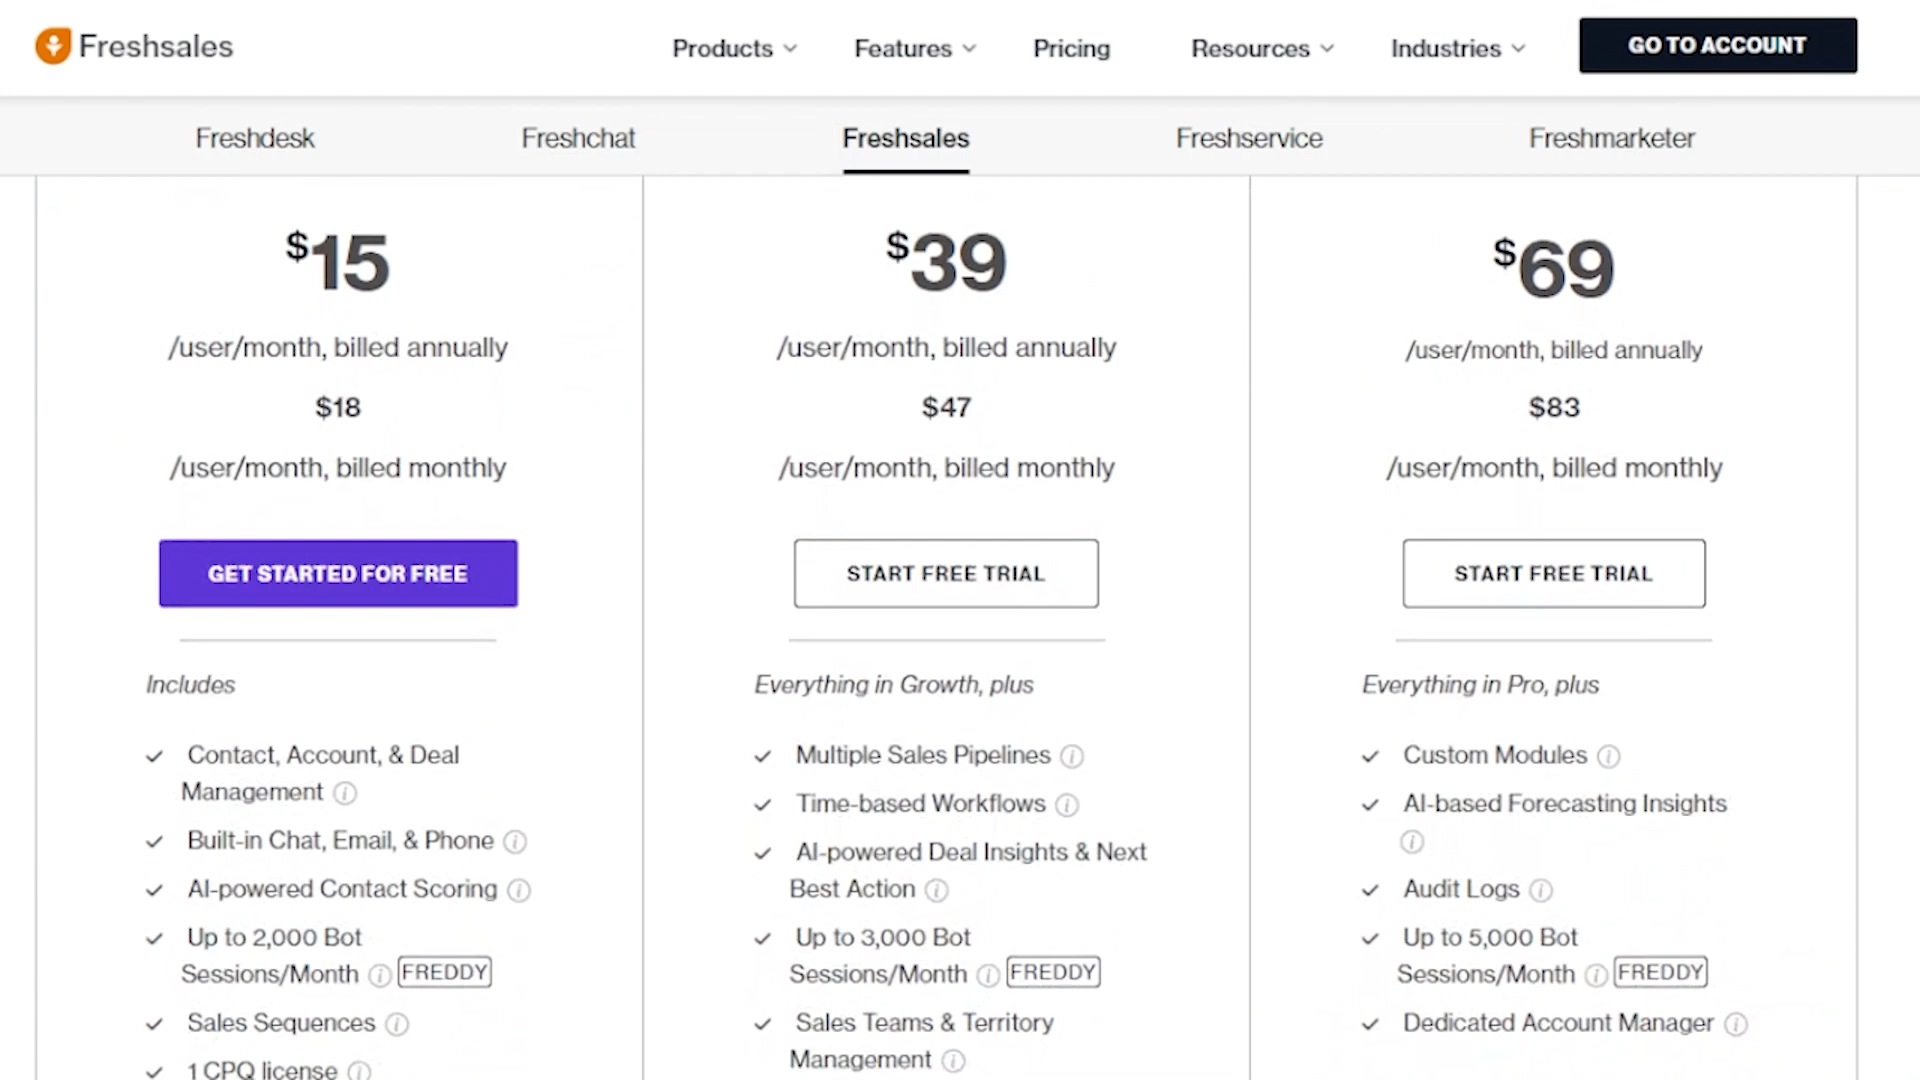 Freshsales
Products
Features
Pricing
Resources
Industries
GO TO ACCOUNT
Freshdesk
Freshchat
Freshsales
Freshservice
Freshmarketer
$15
/user/month, billed annually
$18
/user/month, billed monthly
GET STARTED FOR FREE
Includes
Contact, Account, & Deal
Management
Built-in Chat, Email, & Phone
AI-powered Contact Scoring
Up to 2,000 Bot
Sessions/Month FREDDY
Sales Sequences
1 CPQ license
$39
/user/month, billed annually
$47
/user/month, billed monthly
START FREE TRIAL
Everything in Growth, plus
Multiple Sales Pipelines
Time-based Workflows
AI-powered Deal Insights & Next
Best Action
Up to 3,000 Bot
Sessions/Month FREDDY
Sales Teams & Territory
Management
$69
/user/month, billed annually
$83
/user/month, billed monthly
START FREE TRIAL
Everything in Pro, plus
Custom Modules
AI-based Forecasting Insights
Audit Logs
Up to 5,000 Bot
Sessions/Month FREDDY
Dedicated Account Manager